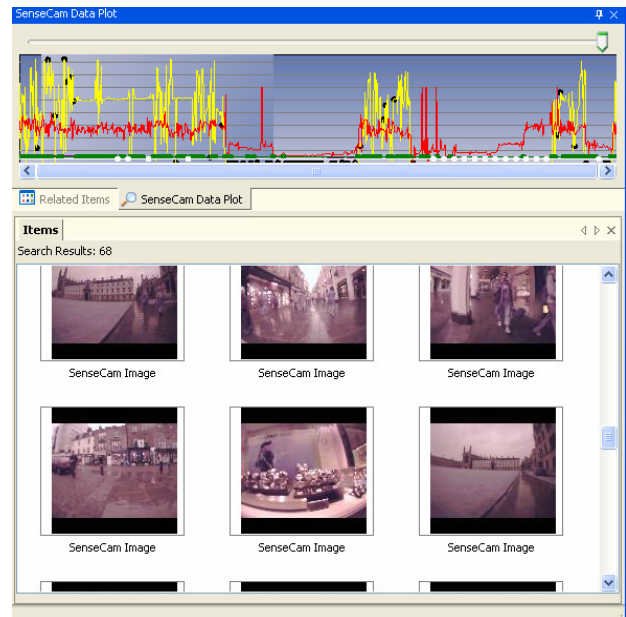 SenseCam Data Plot
Related Items SenseCam Data Plot
Items
Search Results: 68
SenseCam Image SenseCam Image SenseCam Image
SenseCam Image SenseCam Image SenseCam Image